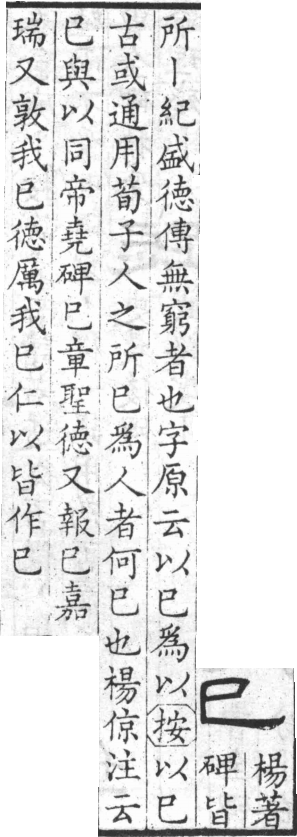 巳
楊著
碑皆
所丨紀盛德傳無窮者也字原云以巳爲以按以巳
古或通用荀子人之所巳爲人者何巳也楊倞注云
巳與以同帝堯碑巳章聖德又報巳嘉
瑞又敦我巳德厲我巳仁以皆作巳